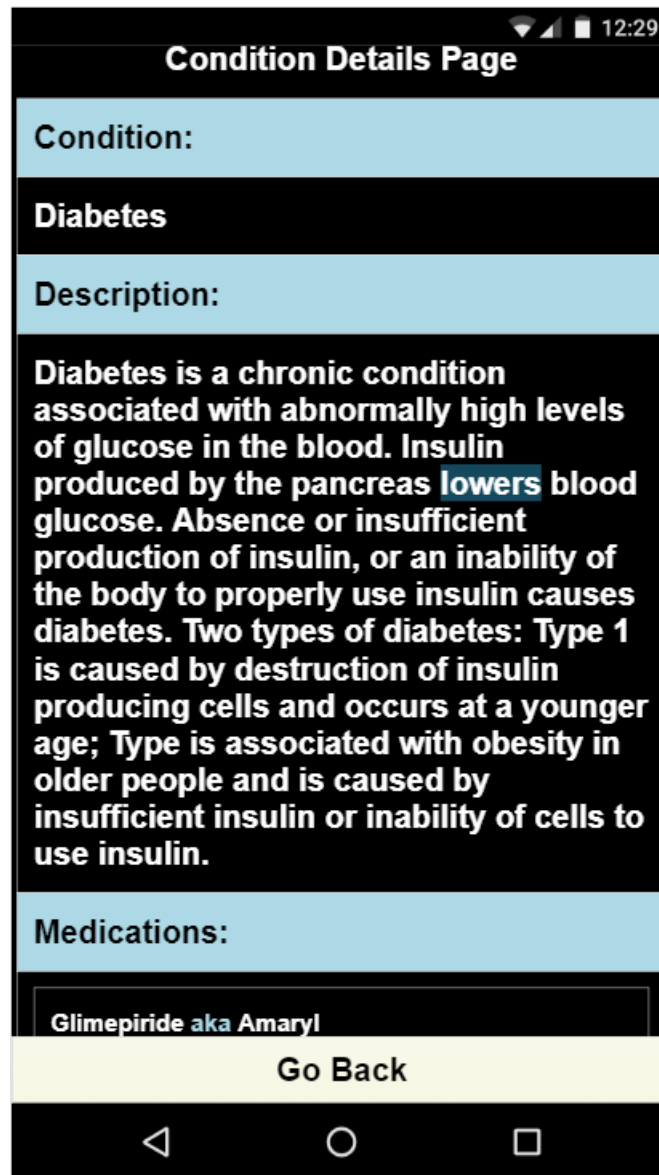 12:29
Condition Details Page
Condition:
Diabetes
Description:
Diabetes is a chronic condition
associated with abnormally high levels
of glucose in the blood. Insulin
produced by the pancreas lowers blood
glucose. Absence or insufficient
production of insulin, or an inability of
the body to properly use insulin causes
diabetes. Two types of diabetes: Type 1
is caused by destruction of insulin
producing cells and occurs at a younger
age; Type is associated with obesity in
older people and is caused by
insufficient insulin or inability of cells to
use insulin.
Medications:
Glimepiride aka Amaryl
Go Back